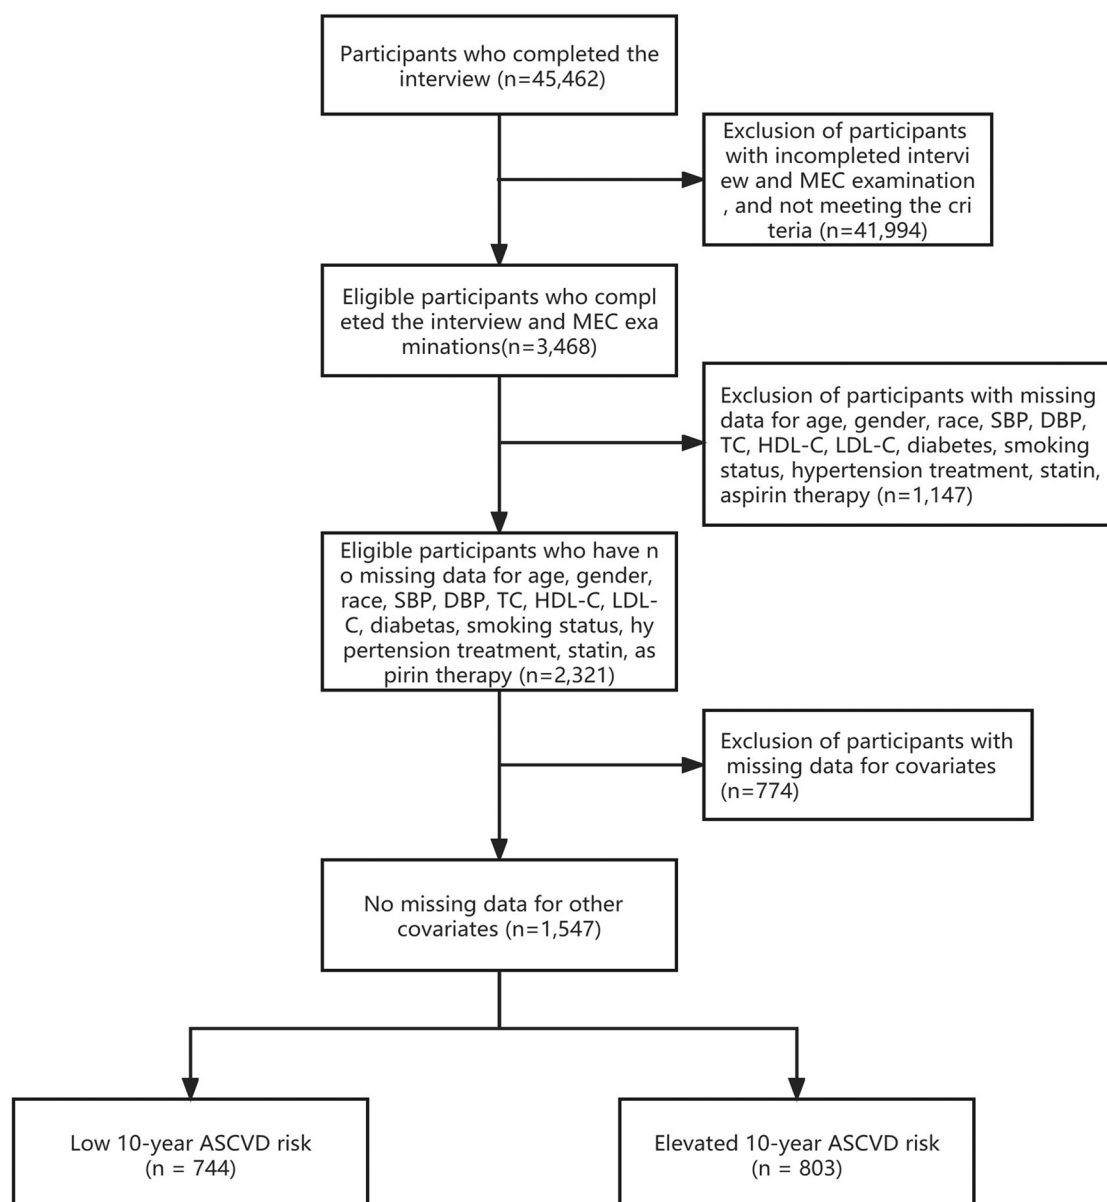 Participants who completed the
interview (n=45,462)
Exclusion of participants
with incompleted intervi
ew and MEC examination
, and not meeting the cri
teria (n=41,994)
Eligible participants who compl
eted the interview and MEC exa
minations(n=3,468)
Exclusion of participants with missing
data for age, gender, race, SBP, DBP,
TC, HDL-C, LDL-C, diabetes, smoking
status, hypertension treatment, statin,
aspirin therapy (n=1,147)
Eligible participants who have n
o missing data for age, gender,
race, SBP, DBP, TC, HDL-C, LDL-
C, diabetas, smoking status, hy
pertension treatment, statin, as
pirin therapy (n=2,321)
Exclusion of participants with
missing data for covariates
(n=774)
No missing data for other
covariates (n=1,547)
Low 10-year ASCVD risk
(n = 744)
Elevated 10-year ASCVD risk
(n = 803)